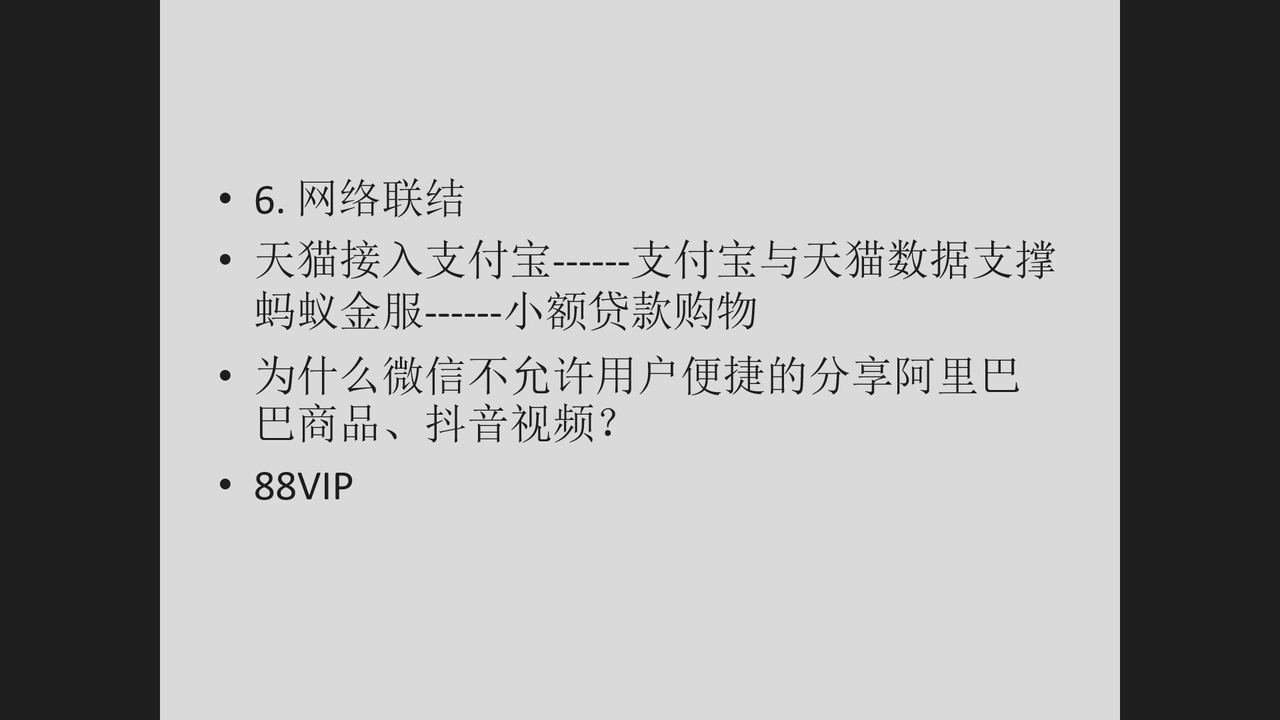 • 6. 网络联结
• 天猫接入支付宝------支付宝与天猫数据支撑
蚂蚁金服------小额贷款购物
• 为什么微信不允许用户便捷的分享阿里巴
巴商品、抖音视频？
• 88VIP